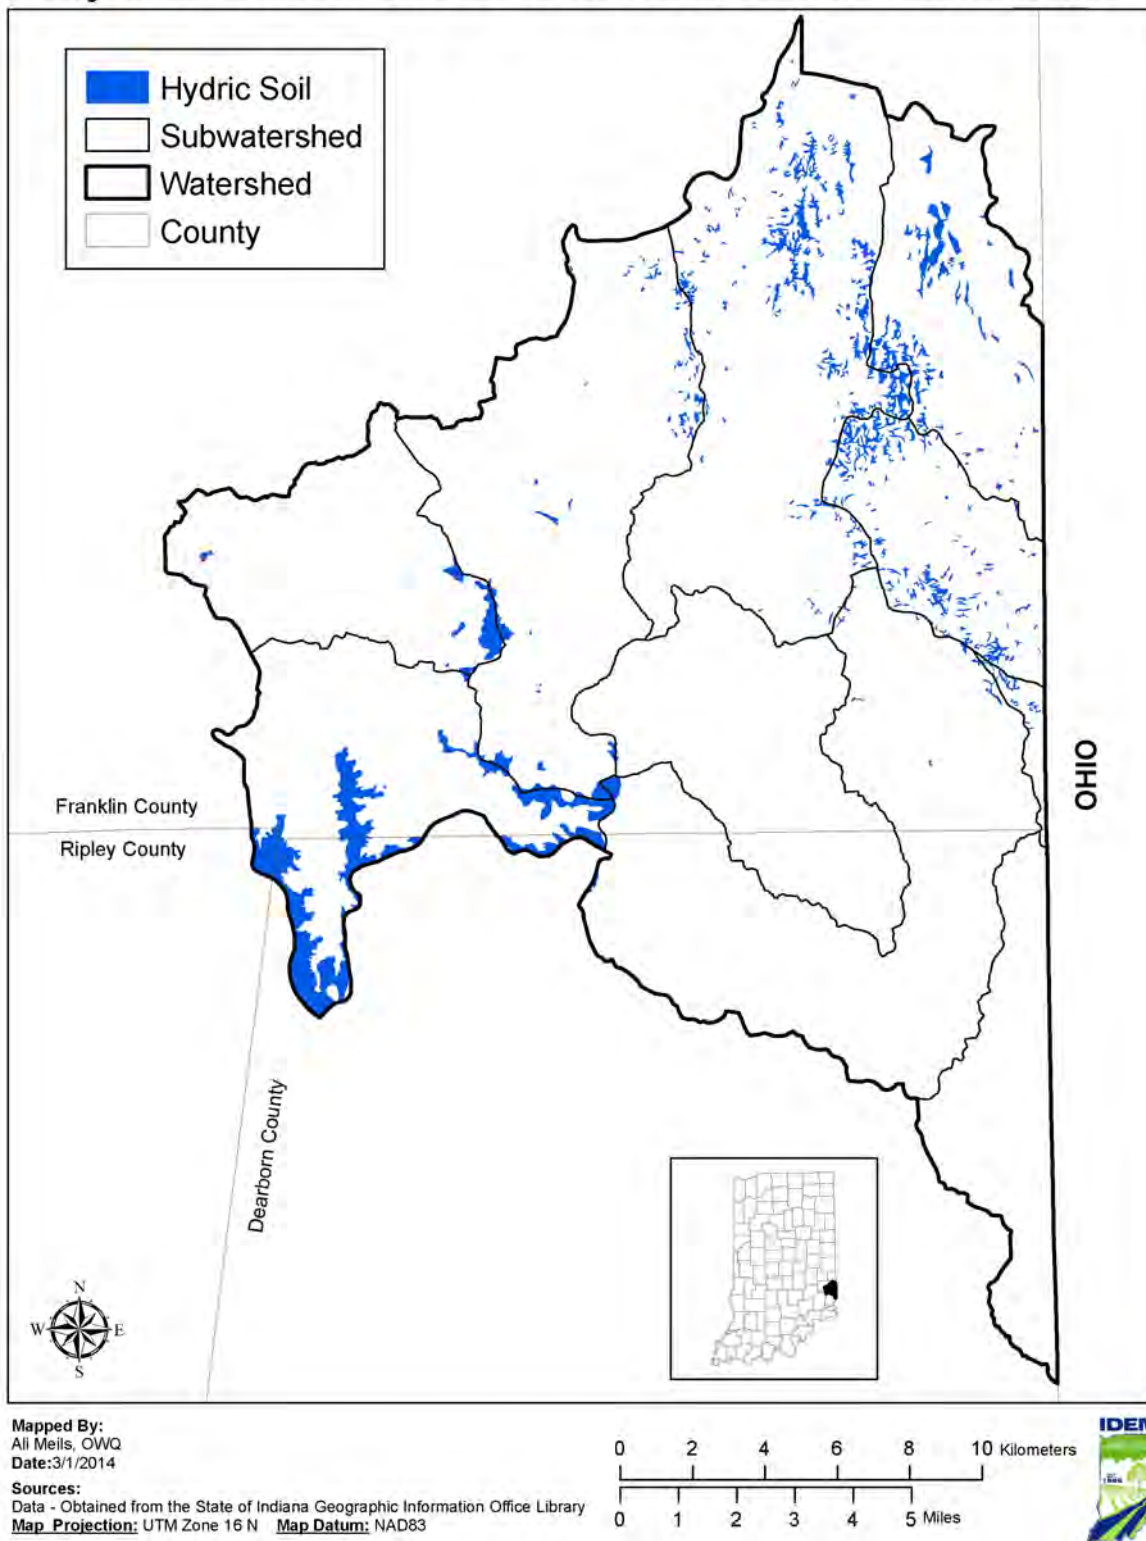 Hydric Soil
Subwatershed
Watershed
County
Franklin County
Ripley County
OHIO
Dearborn County
N
W E
S
Mapped By:
Ali Meils, OWQ
Date:3/1/2014
Sources:
Data - Obtained from the State of Indiana Geographic Information Office Library
Map Projection: UTM Zone 16 N Map Datum: NAD83
0 2 4 6 8 10 Kilometers
0 1 2 3 4 5 Miles
IDEM